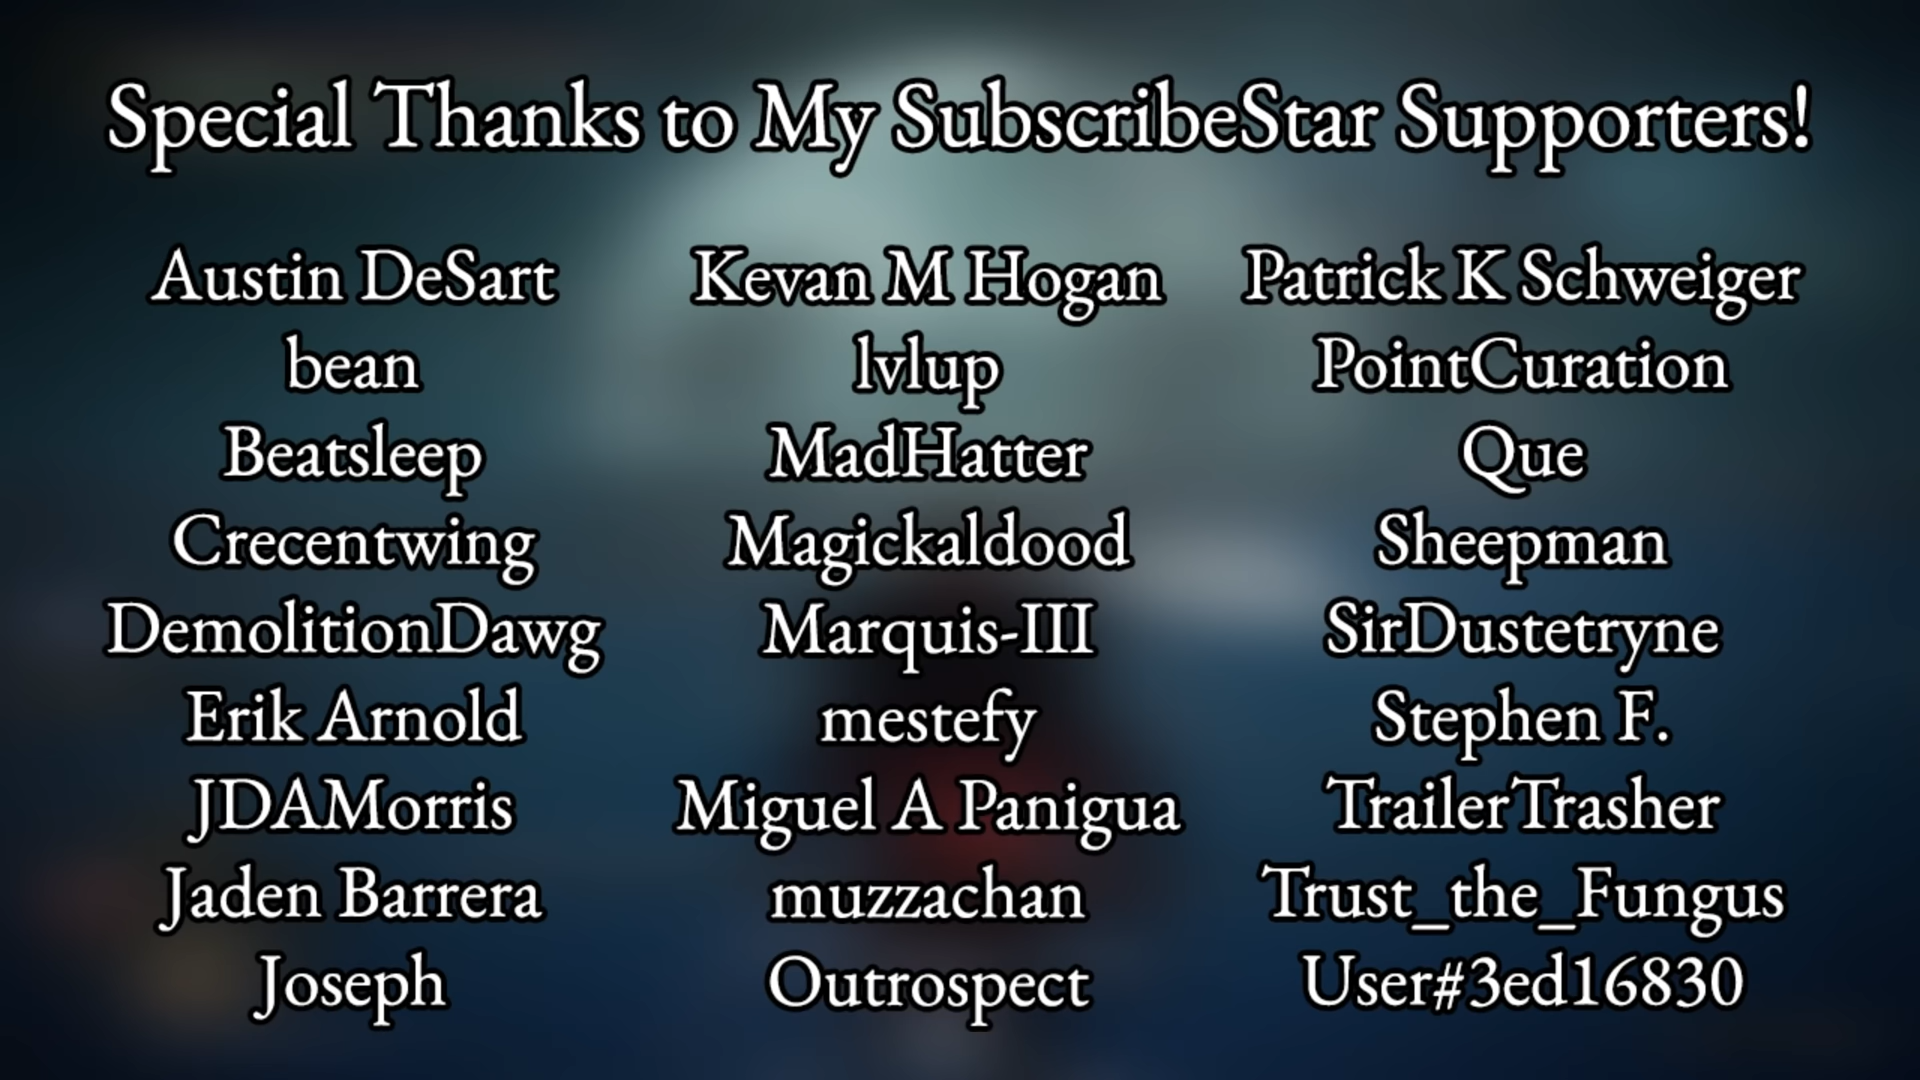 Special Thanks to My SubscribeStar Supporters!
Austin DeSart
bean
Beatsleep
Crecentwing
DemolitionDawg
Erik Arnold
JDAMorris
Jaden Barrera
Joseph
Kevan M Hogan
lvlup
MadHatter
Magickaldood
Marquis-III
mestefy
Miguel A Panigua
muzzachan
Outrospect
Patrick K Schweiger
PointCuration
Que
Sheepman
SirDustetryne
Stephen F.
TrailerTrasher
Trust_the_Fungus
User#3ed16830